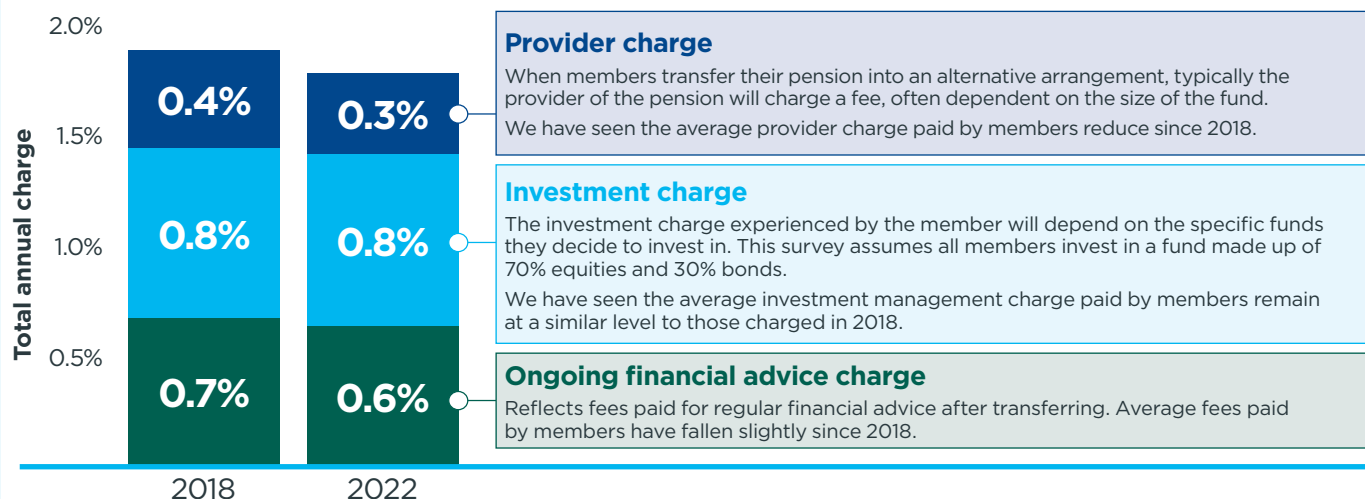 Total annual charge
2.0%
1.5%
1.0%
0.5%
0.4%
0.8%
0.7%
2018
0.3%
0.8%
0.6%
2022
Provider charge
When members transfer their pension into an alternative arrangement, typically the
provider of the pension will charge a fee, often dependent on the size of the fund.
We have seen the average provider charge paid by members reduce since 2018.
Investment charge
The investment charge experienced by the member will depend on the specific funds
they decide to invest in. This survey assumes all members invest in a fund made up of
70% equities and 30% bonds.
We have seen the average investment management charge paid by members remain
at a similar level to those charged in 2018.
Ongoing financial advice charge
Reflects fees paid for regular financial advice after transferring. Average fees paid
by members have fallen slightly since 2018.